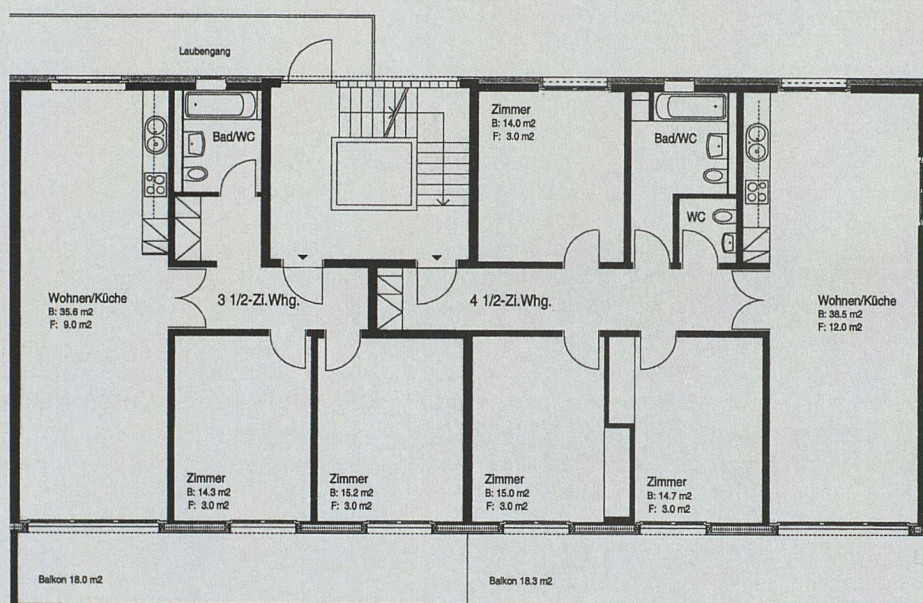 Laubengang
Zimmer
B: 14.0 m2
F: 3.0 m2
Bad/WC
Bad/WC
WC
Wohnen/Küche
B: 35.6 m2
F: 9.0 m2
3 1/2-Zi.Whg.
4 1/2-Zi.Whg.
Wohnen/Küche
B: 38.5 m2
F: 12.0 m2
Zimmer
B: 14.3 m2
F: 3.0 m2
Zimmer
B: 15.2 m2
F: 3.0 m2
Zimmer
B: 15.0 m2
F: 3.0 m2
Zimmer
B: 14.7 m2
F: 3.0 m2
Balkon 18.0 m2
Balkon 18.3 m2